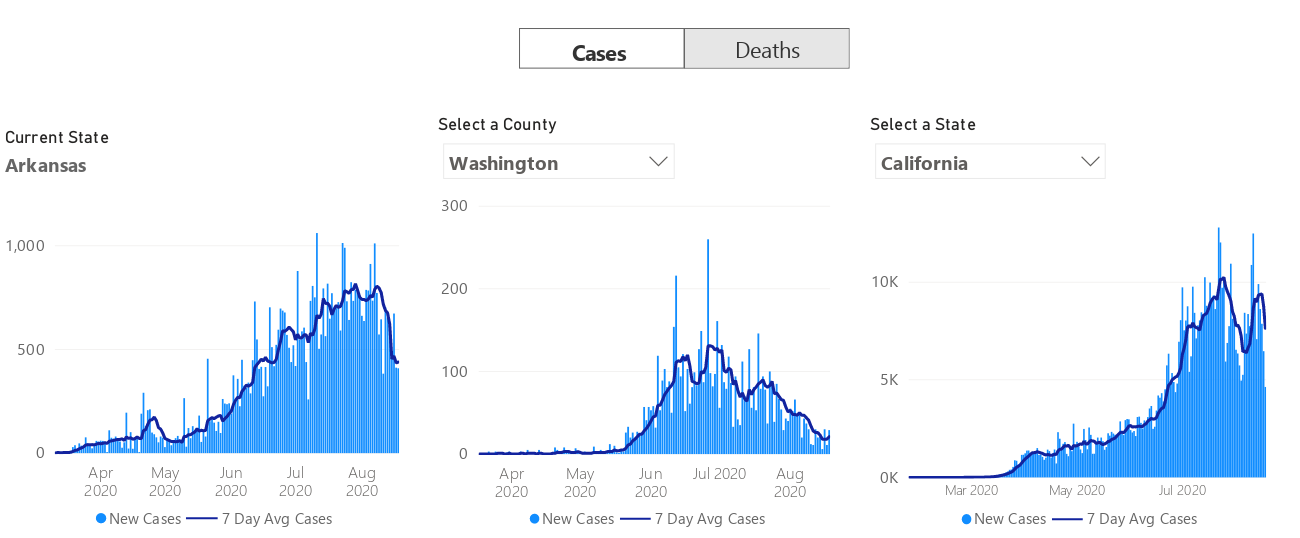 Cases Deaths
Current State
Arkansas
1,000
500
0
Apr May Jun Jul Aug
2020 2020 2020 2020 2020
New Cases 7 Day Avg Cases
Select a County
Washington
300
200
100
0
Apr May Jun Jul 2020 Aug
2020 2020 2020 2020
New Cases 7 Day Avg Cases
Select a State
California
10K
5K
0K
Mar 2020 May 2020 Jul 2020
New Cases 7 Day Avg Cases